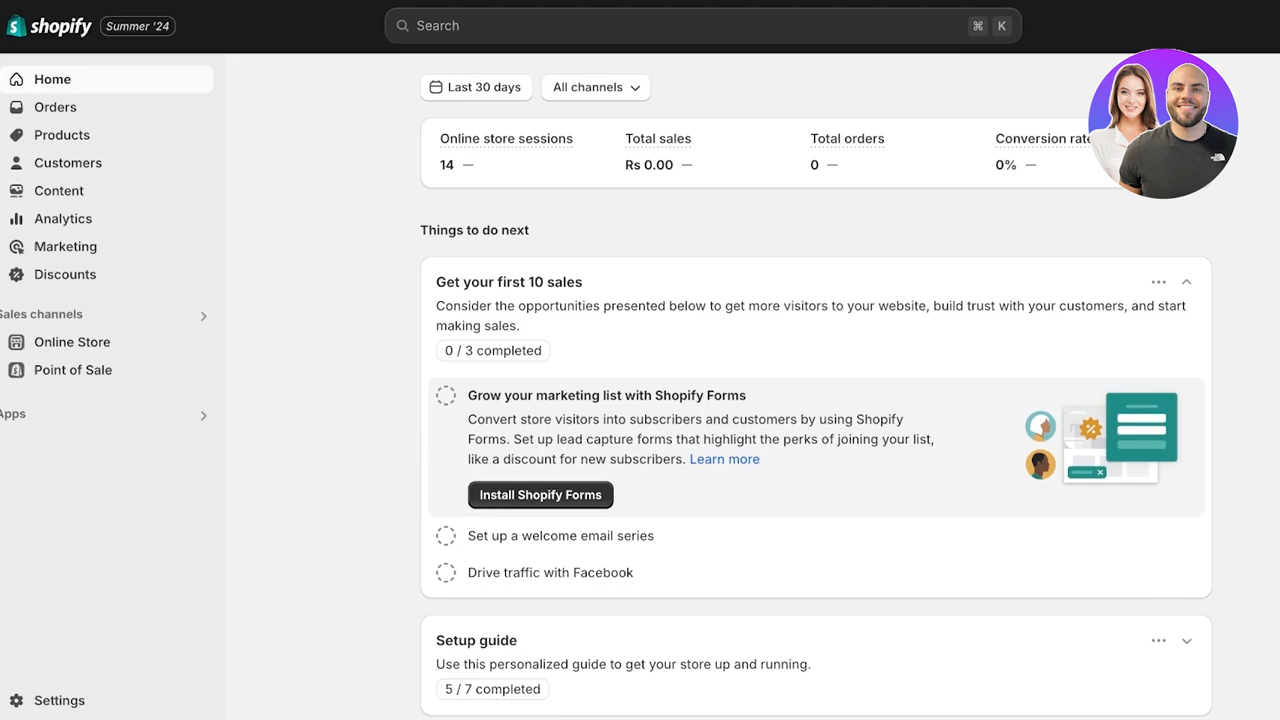 shopify Summer '24
Search ⌘ K
Home
Orders
Products
Customers
Content
Analytics
Marketing
Discounts
Sales channels
Online Store
Point of Sale
Apps
Settings
Last 30 days All channels
Online store sessions Total sales Total orders Conversion rate
14 — Rs 0.00 — 0 — 0% —
Things to do next
Get your first 10 sales
Consider the opportunities presented below to get more visitors to your website, build trust with your customers, and start
making sales.
0 / 3 completed
Grow your marketing list with Shopify Forms
Convert store visitors into subscribers and customers by using Shopify
Forms. Set up lead capture forms that highlight the perks of joining your list,
like a discount for new subscribers. Learn more
Install Shopify Forms
Set up a welcome email series
Drive traffic with Facebook
Setup guide
Use this personalized guide to get your store up and running.
5 / 7 completed